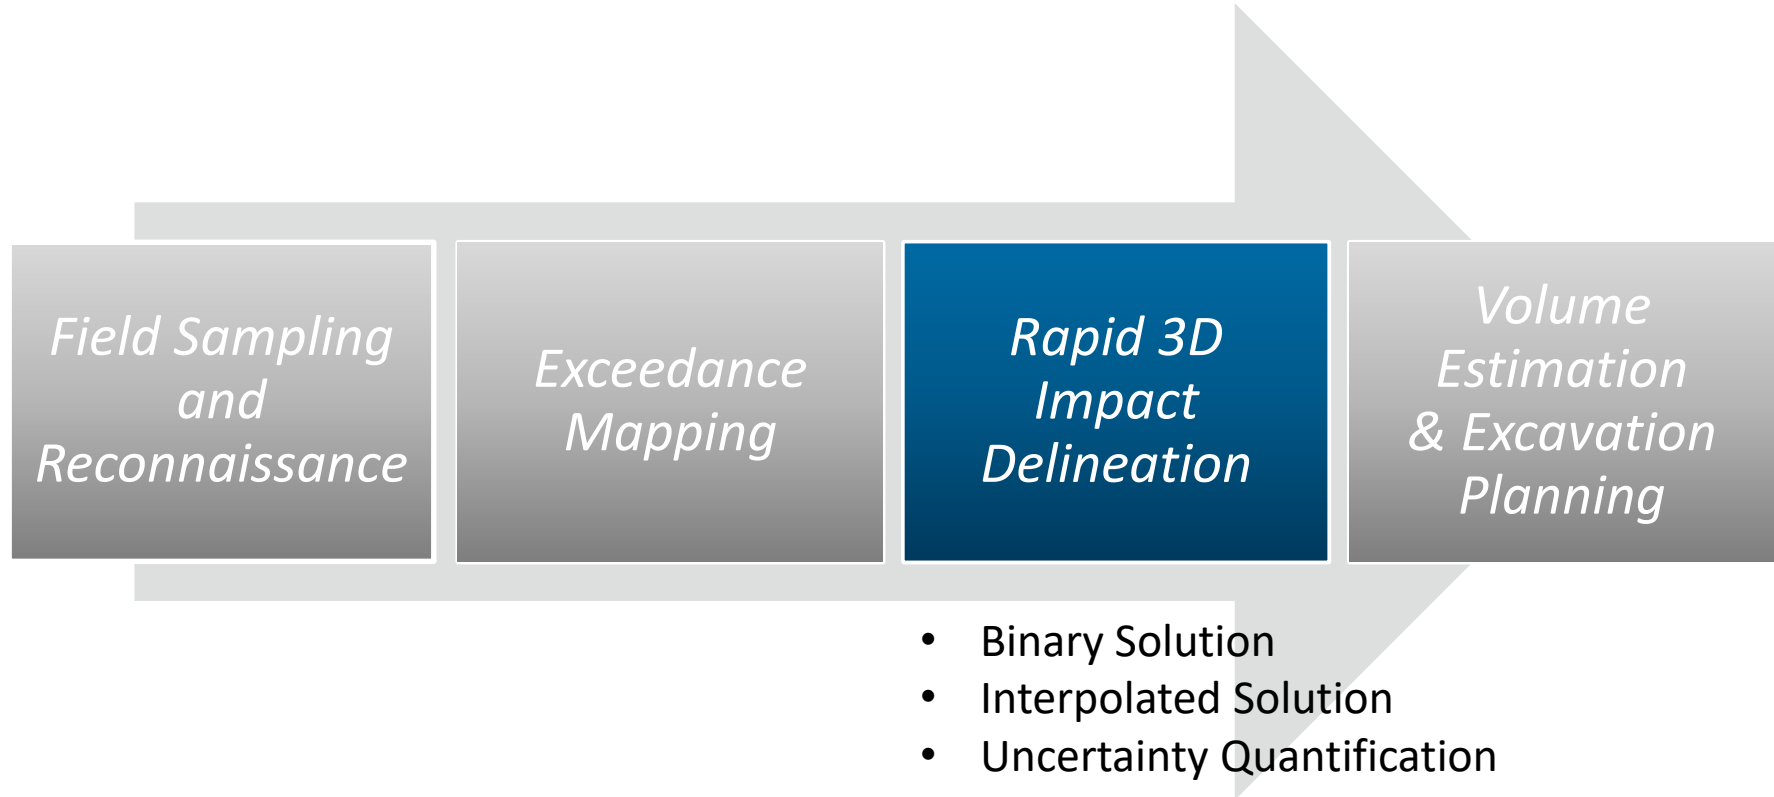 Field Sampling
and
Reconnaissance
Exceedance
Mapping
Rapid 3D
Impact
Delineation
Volume
Estimation
& Excavation
Planning
• Binary Solution
• Interpolated Solution
• Uncertainty Quantification